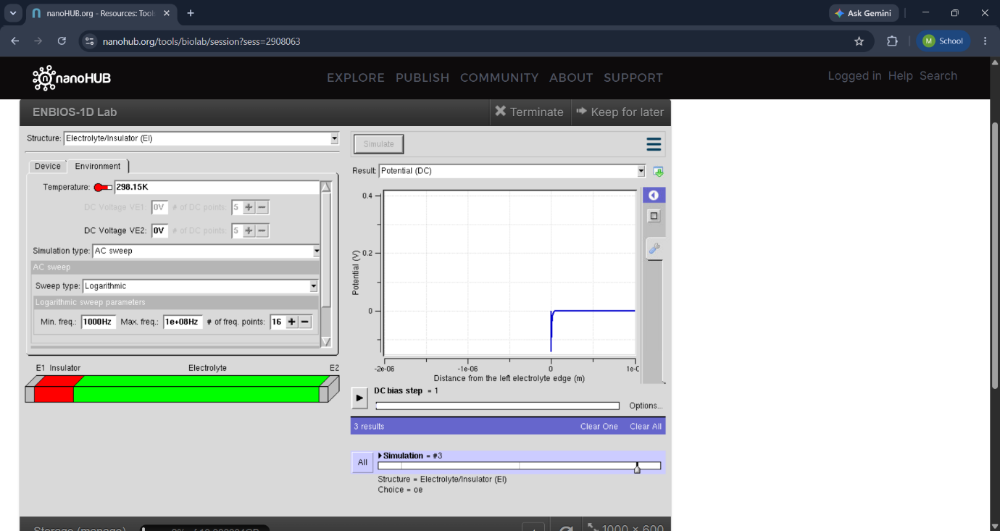 nanoHUB.org - Resources: Tool
Ask Gemini
nanohub.org/tools/biolab/session?sess=2908063
M School
nanoHUB
EXPLORE PUBLISH COMMUNITY ABOUT SUPPORT
Logged in Help Search
ENBIOS-1D Lab
Terminate
Keep for later
Structure: Electrolyte/Insulator (EI)
Device Environment
Temperature: 298.15K
DC Voltage VE1: 0V # of DC points: 5
DC Voltage VE2: 0V # of DC points: 5
Simulation type: AC sweep
AC sweep
Sweep type: Logarithmic
Logarithmic sweep parameters
Min. freq.: 1000Hz Max. freq.: 1e+08Hz # of freq. points: 16
E1 Insulator Electrolyte E2
Simulate
Result: Potential (DC)
Potential (V)
0.4
0.2
0
-2e-06 -1e-06 0 1e-0
Distance from the left electrolyte edge (m)
DC bias step = 1
Options...
3 results Clear One Clear All
All
Simulation = #3
Structure = Electrolyte/Insulator (EI)
Choice = oe
Storage (manage)
1000 × 600